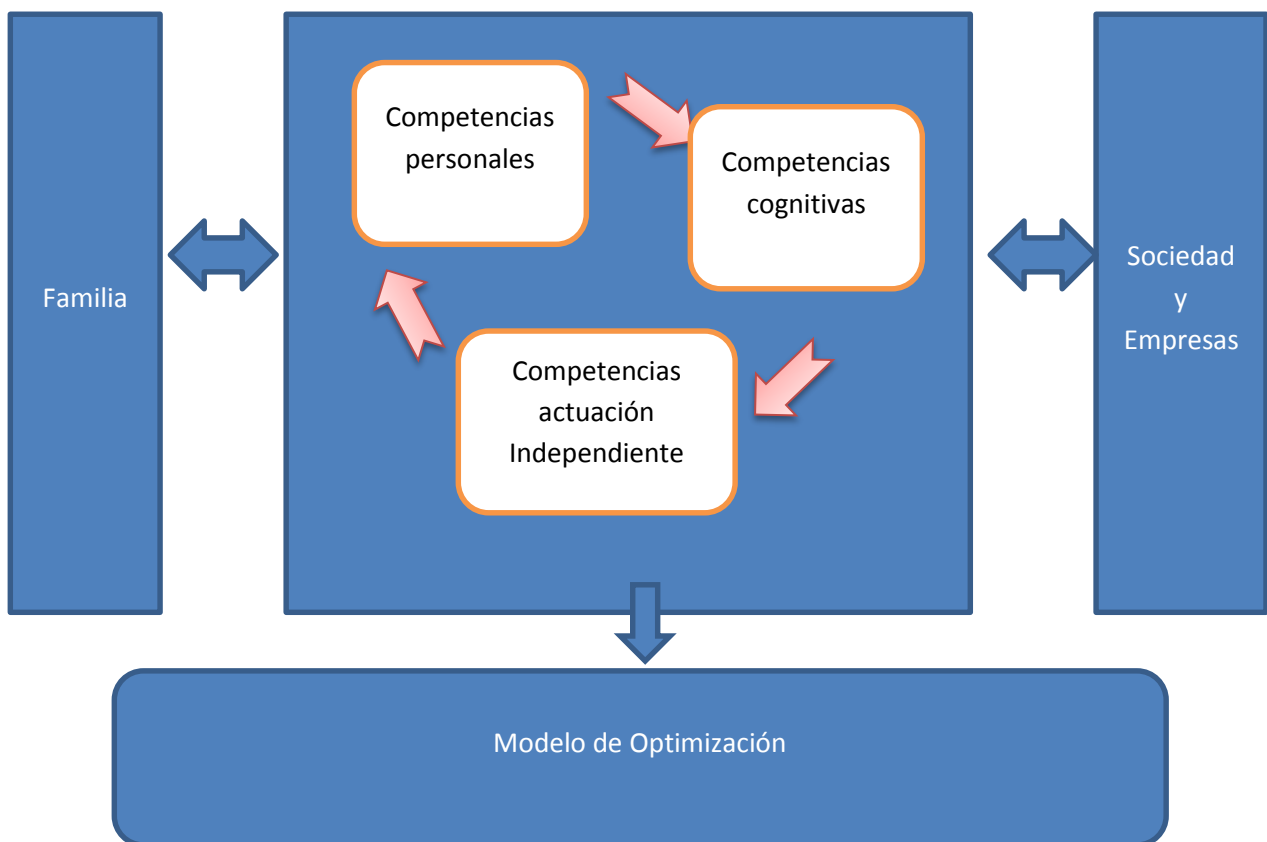 Competencias
personales
Competencias
cognitivas
Familia
Sociedad
y
Empresas
Competencias
actuación
Independiente
Modelo de Optimización